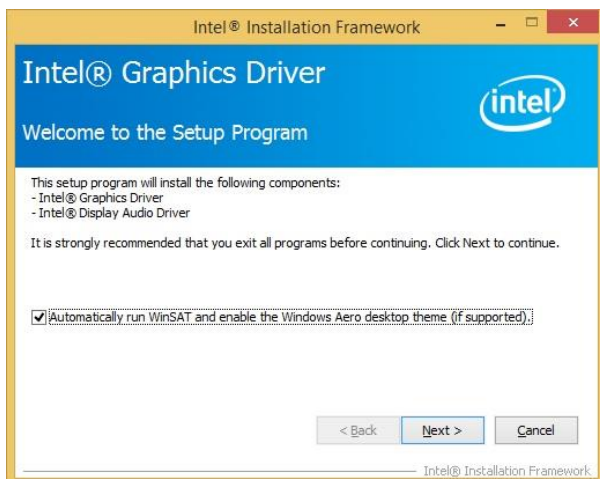 Intel® Installation Framework
Intel® Graphics Driver
intel
Welcome to the Setup Program
This setup program will install the following components:
- Intel® Graphics Driver
- Intel® Display Audio Driver
It is strongly recommended that you exit all programs before continuing. Click Next to continue.
Automatically run WinSAT and enable the Windows Aero desktop theme (if supported).
< Back Next > Cancel
Intel® Installation Framework